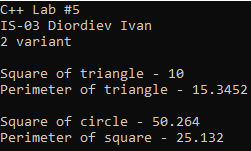 C++ Lab #5
IS-03 Diordiev Ivan
2 variant
Square of triangle - 10
Perimeter of triangle - 15.3452
Square of circle - 50.264
Perimeter of square - 25.132